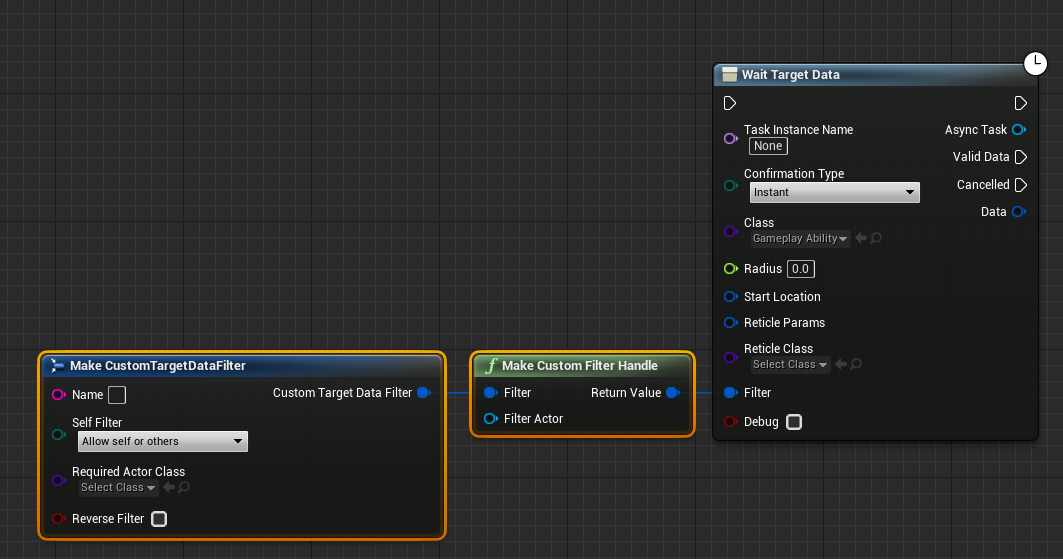 Wait Target Data
Task Instance Name
None
Async Task
Valid Data
Confirmation Type
Instant
Cancelled
Data
Class
Gameplay Ability
Radius 0.0
Start Location
Reticle Params
Reticle Class
Select Class
Filter
Debug
Make CustomTargetDataFilter
Name
Custom Target Data Filter
Self Filter
Allow self or others
Required Actor Class
Select Class
Reverse Filter
f Make Custom Filter Handle
Filter
Return Value
Filter Actor